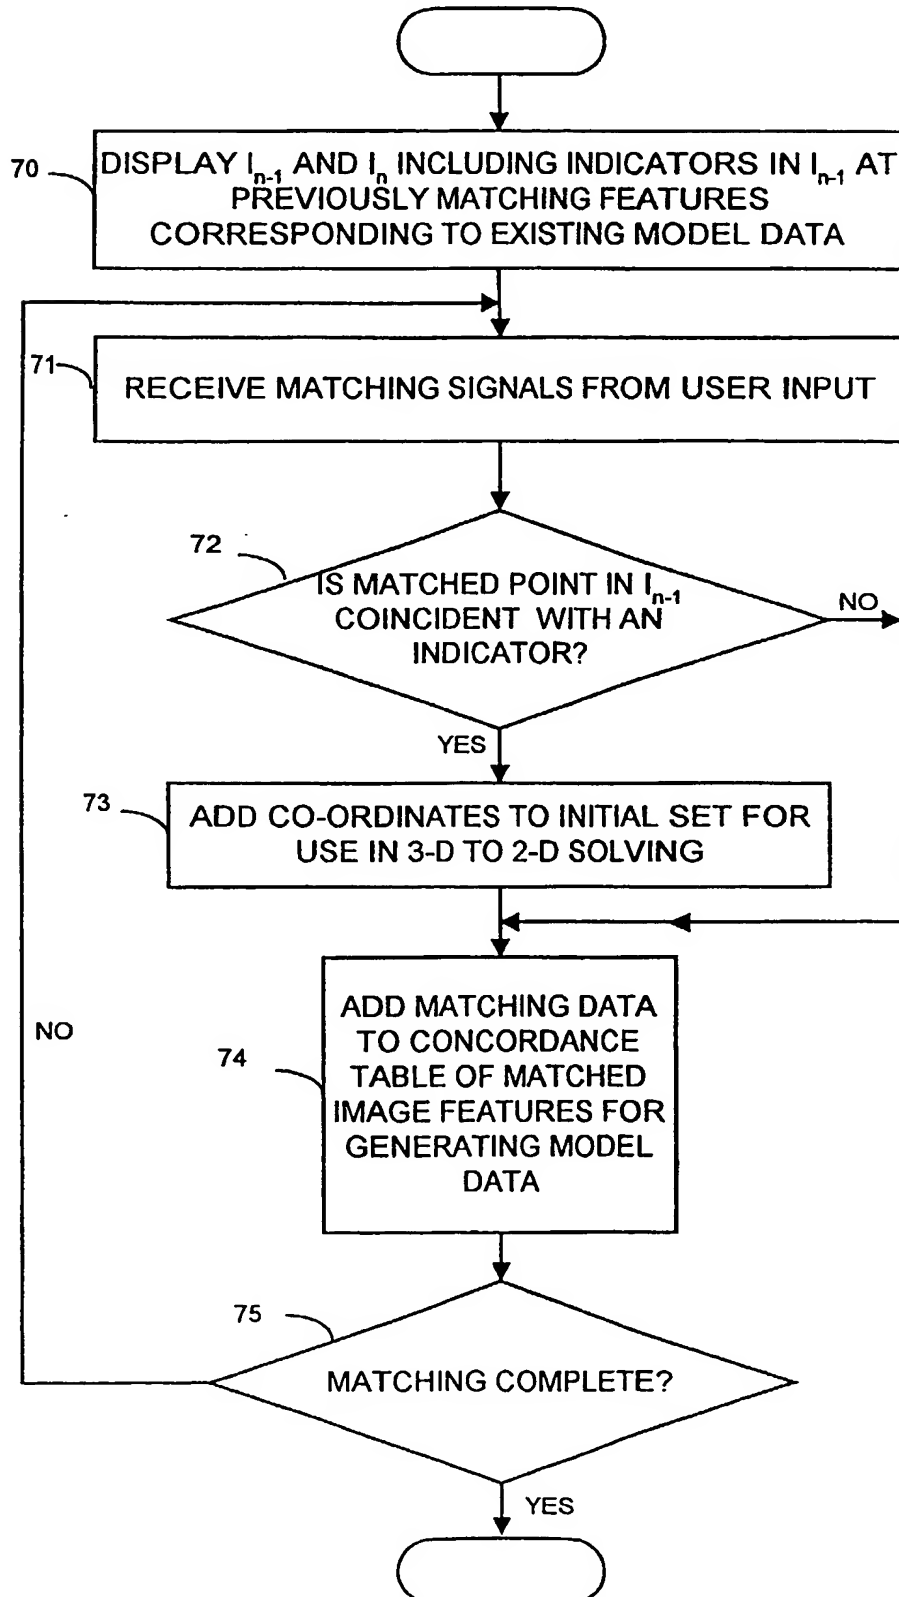 70
DISPLAY In-1 AND In INCLUDING INDICATORS IN In-1 AT
PREVIOUSLY MATCHING FEATURES
CORRESPONDING TO EXISTING MODEL DATA
71
RECEIVE MATCHING SIGNALS FROM USER INPUT
72
IS MATCHED POINT IN In-1
COINCIDENT WITH AN
INDICATOR?
NO
YES
73
ADD CO-ORDINATES TO INITIAL SET FOR
USE IN 3-D TO 2-D SOLVING
NO
74
ADD MATCHING DATA
TO CONCORDANCE
TABLE OF MATCHED
IMAGE FEATURES FOR
GENERATING MODEL
DATA
75
MATCHING COMPLETE?
YES